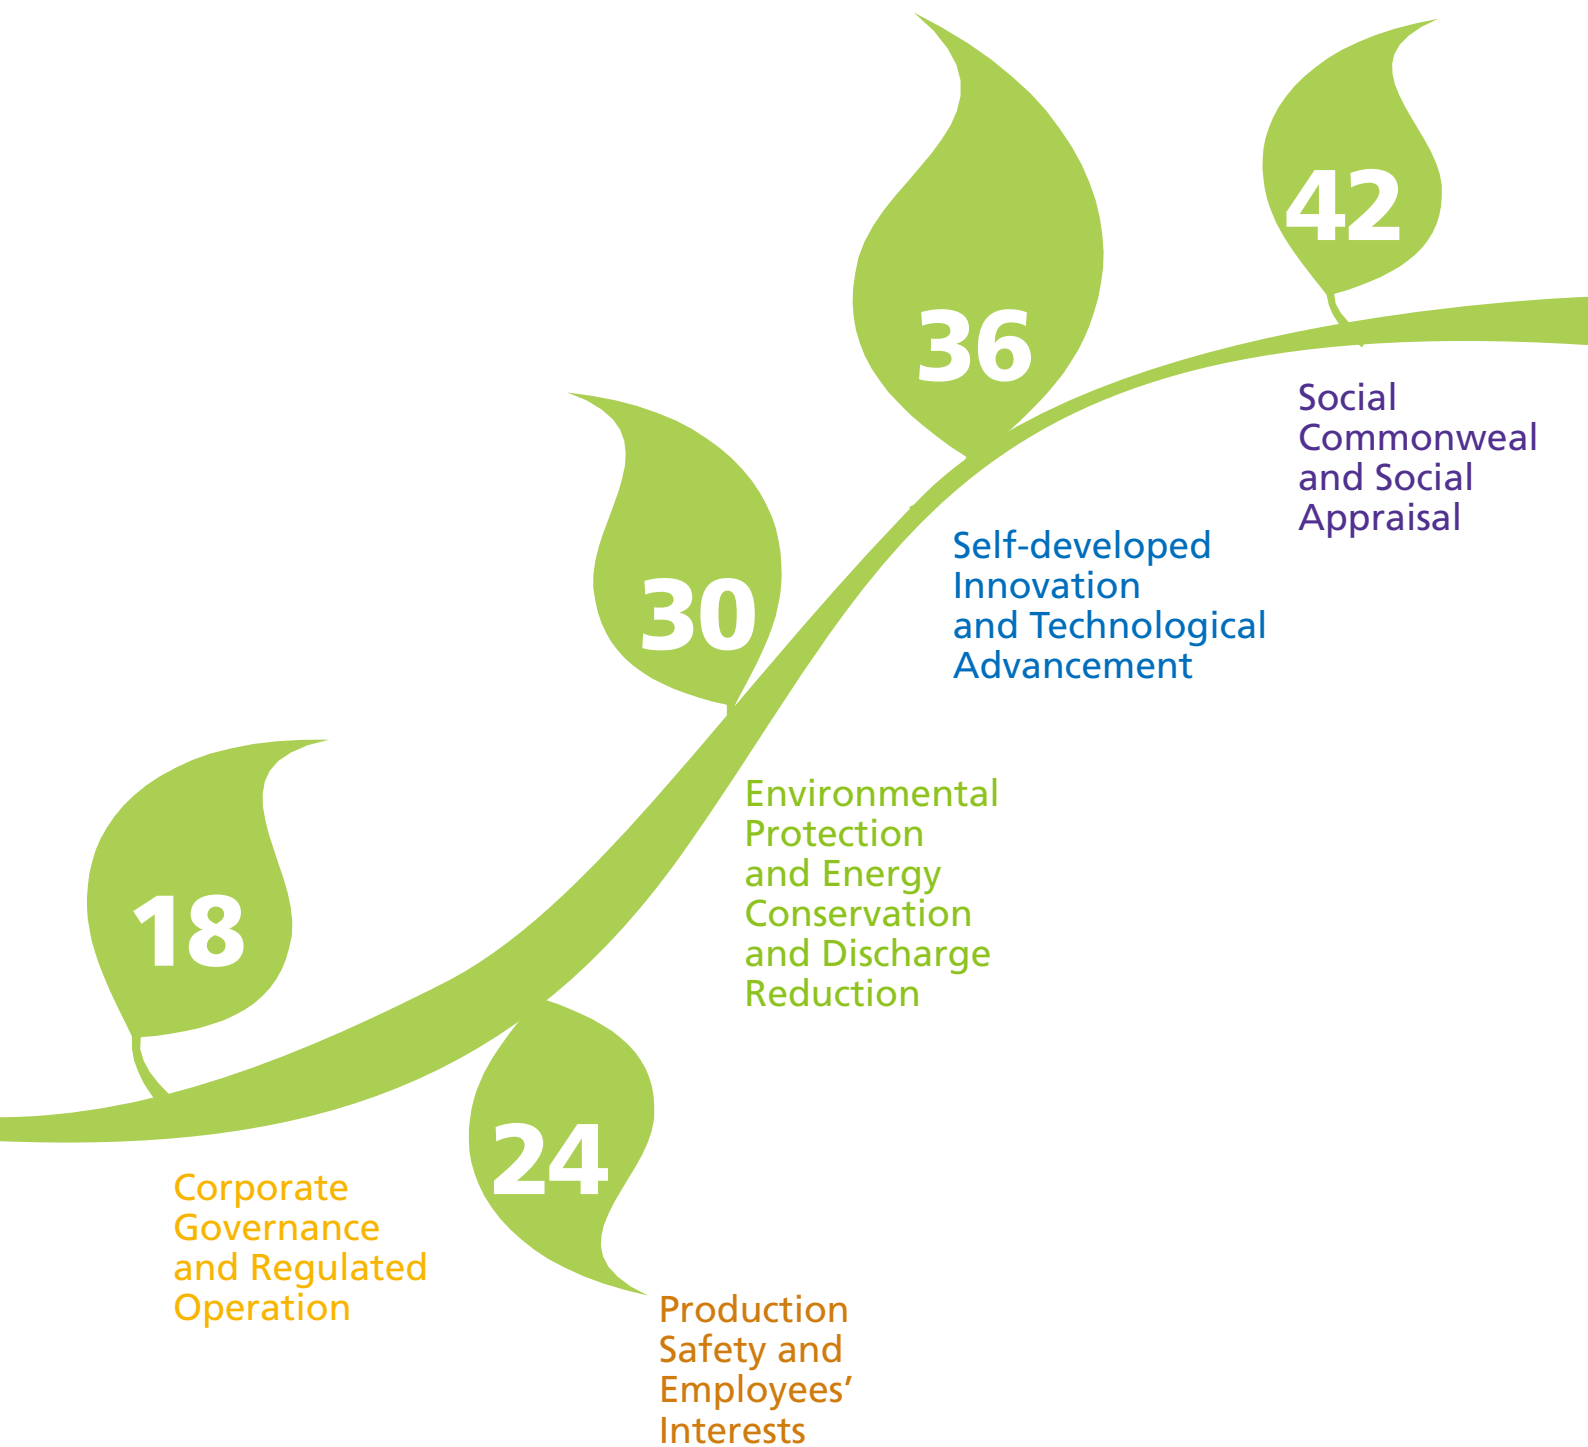 18
Corporate
Governance
and Regulated
Operation
24
Production
Safety and
Employees’
Interests
30
Environmental
Protection
and Energy
Conservation
and Discharge
Reduction
36
Self-developed
Innovation
and Technological
Advancement
42
Social
Commonweal
and Social
Appraisal